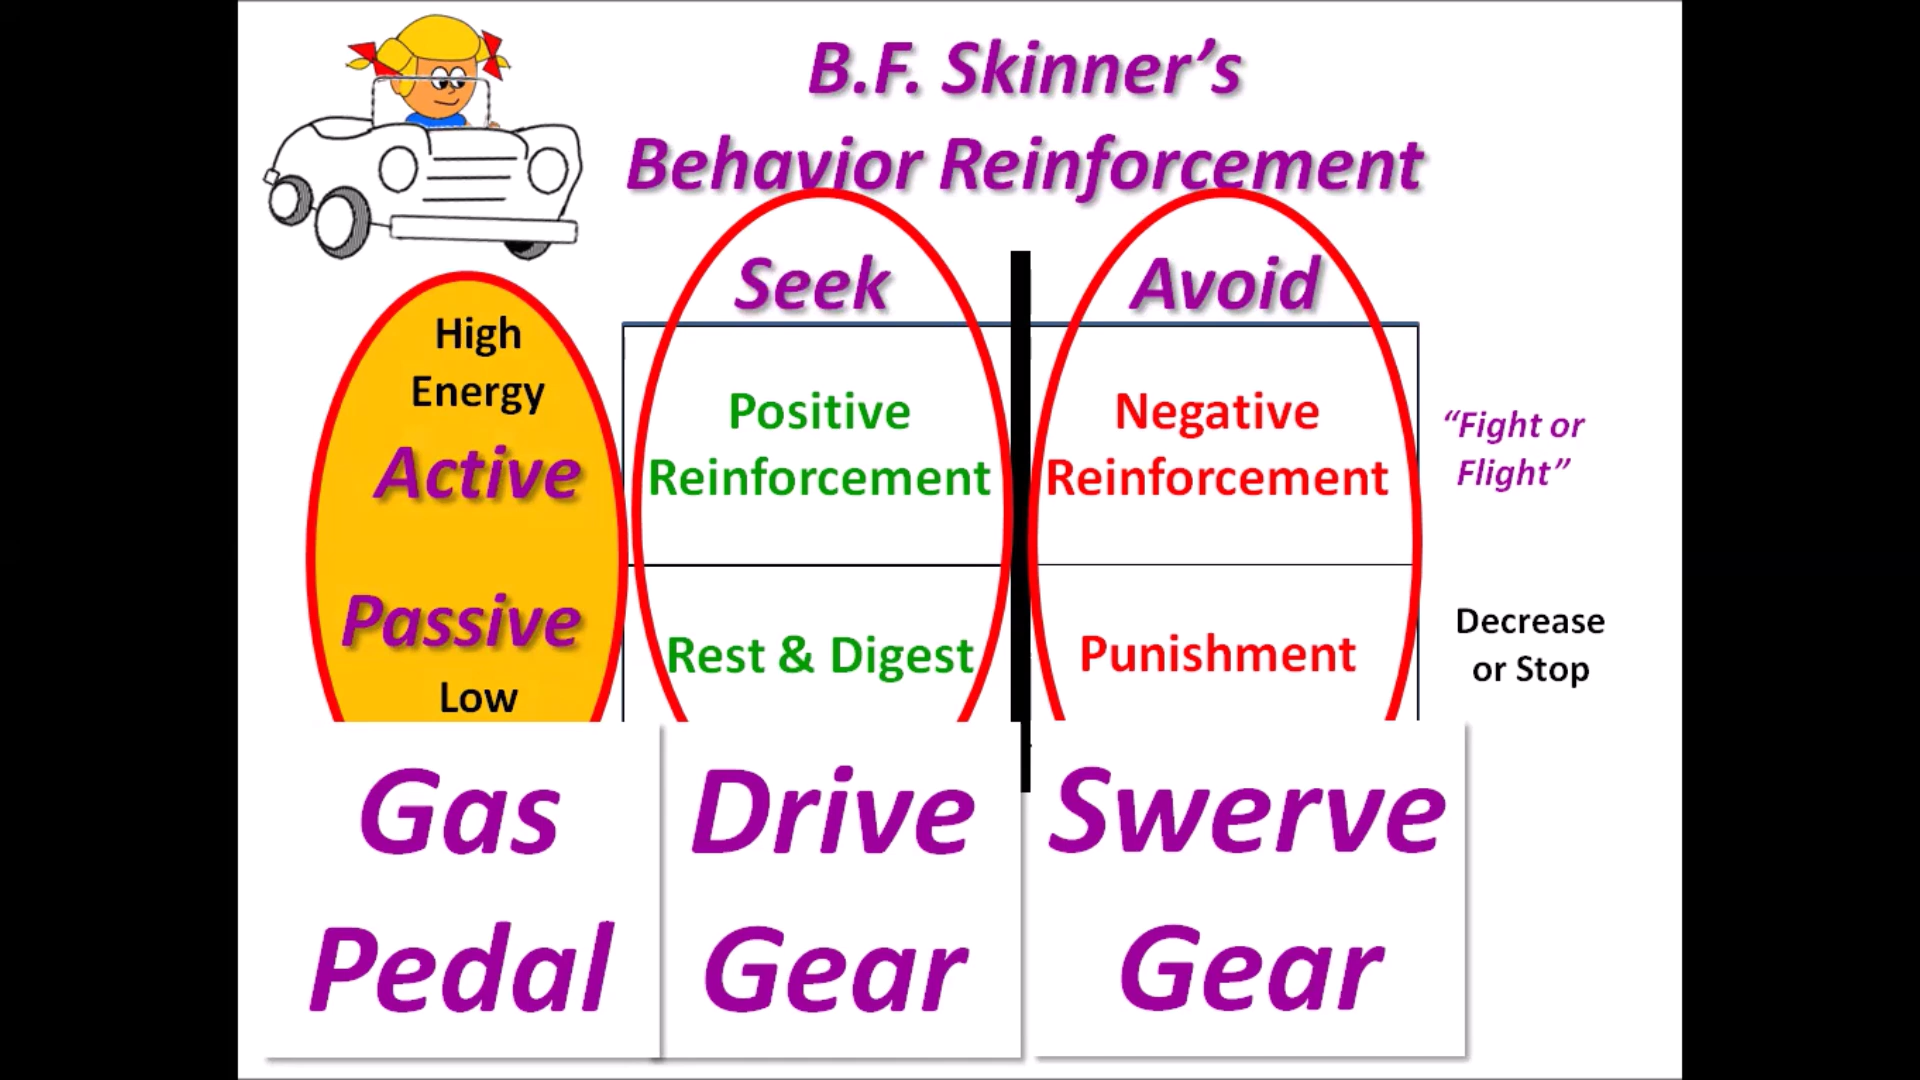 B.F. Skinner’s
Behavior Reinforcement
Seek
Avoid
High
Energy
Active
Passive
Low
Positive
Reinforcement
Negative
Reinforcement
“Fight or
Flight”
Rest & Digest
Punishment
Decrease
or Stop
Gas
Pedal
Drive
Gear
Swerve
Gear